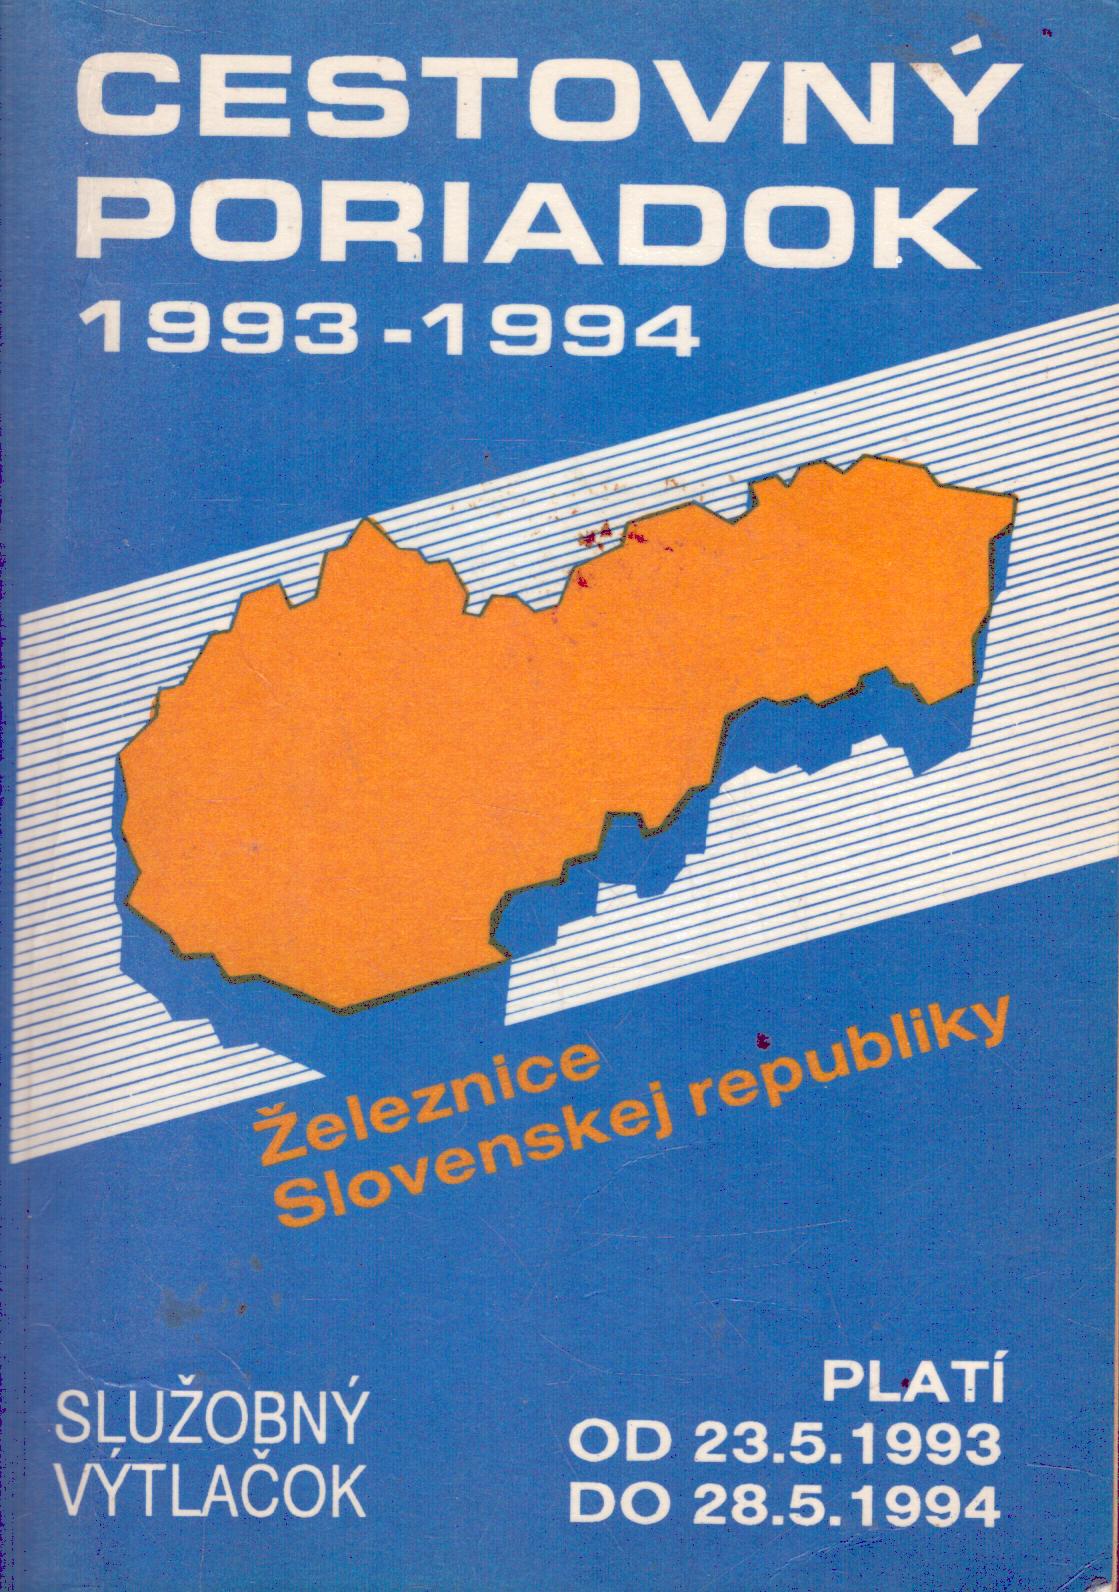 CESTOVNÝ
PORIADOK
1993-1994
Železnice
Slovenskej republiky
SLUŽOBNÝ
VÝTLAČOK
PLATÍ
OD 23.5.1993
DO 28.5.1994